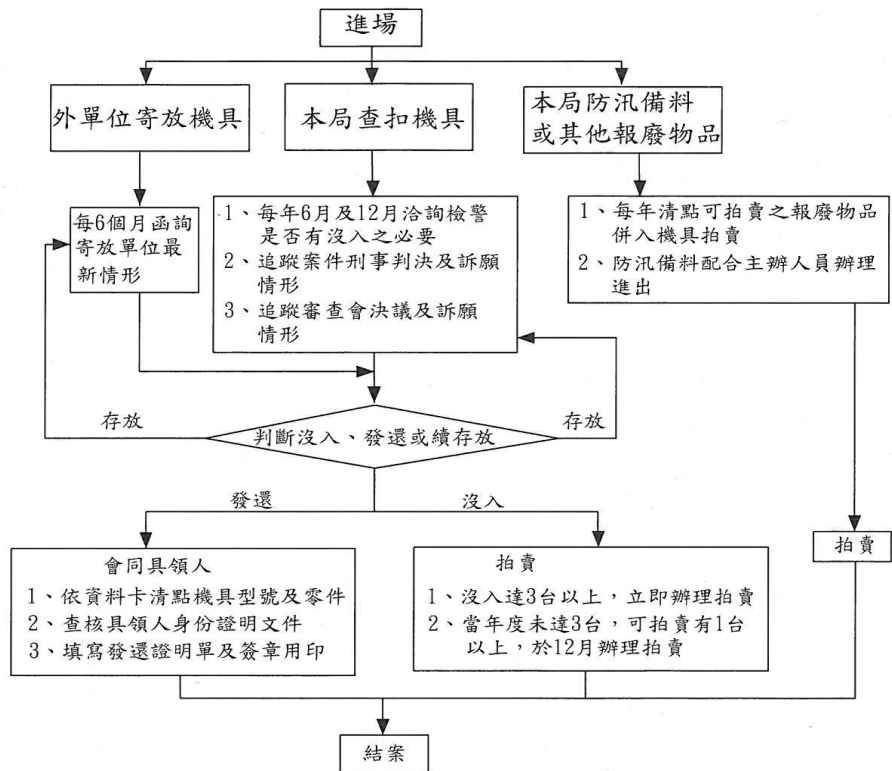 進場
外單位寄放機具
本局查扣機具
本局防汛備料
或其他報廢物品
每6個月函詢
寄放單位最
新情形
1、每年6月及12月洽詢檢警
是否有沒入之必要
2、追蹤案件刑事判決及訴願
情形
3、追蹤審查會決議及訴願
情形
1、每年清點可拍賣之報廢物品
併入機具拍賣
2、防汛備料配合主辦人員辦理
進出
存放
判斷沒入、發還或續存放
存放
發還
沒入
會同具領人
1、依資料卡清點機具型號及零件
2、查核具領人身份證明文件
3、填寫發還證明單及簽章用印
拍賣
1、沒入達3台以上，立即辦理拍賣
2、當年度未達3台，可拍賣有1台
以上，於12月辦理拍賣
拍賣
結案